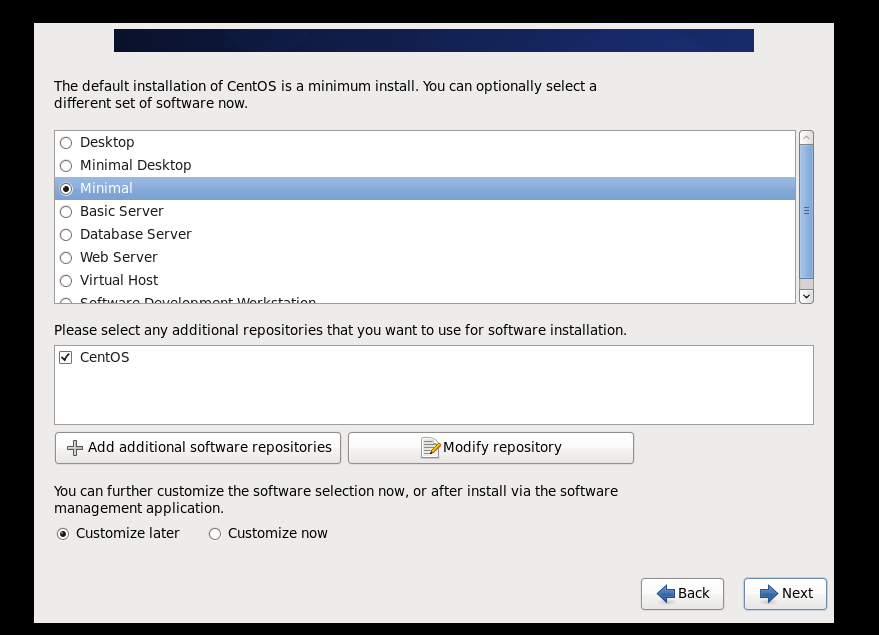 The default installation of CentOS is a minimum install. You can optionally select a
different set of software now.
Desktop
Minimal Desktop
Minimal
Basic Server
Database Server
Web Server
Virtual Host
Software Development Workstation
Please select any additional repositories that you want to use for software installation.
CentOS
Add additional software repositories
Modify repository
You can further customize the software selection now, or after install via the software
management application.
Customize later
Customize now
Back
Next